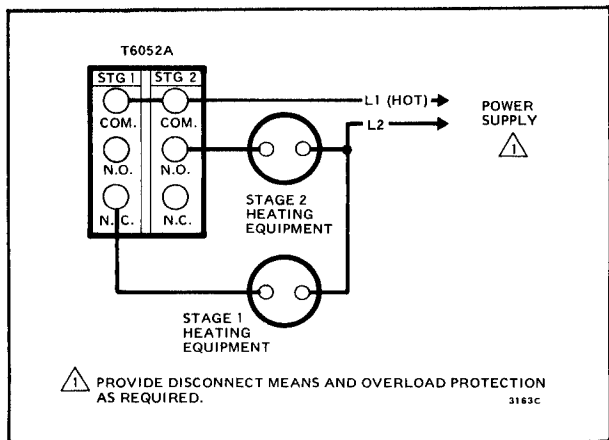 T6052A
STG 1 STG 2
COM. COM.
L1 (HOT)
L2
POWER
SUPPLY
1
N.O. N.O.
N.C. N.C.
STAGE 2
HEATING
EQUIPMENT
STAGE 1
HEATING
EQUIPMENT
1 PROVIDE DISCONNECT MEANS AND OVERLOAD PROTECTION
AS REQUIRED.
3163C